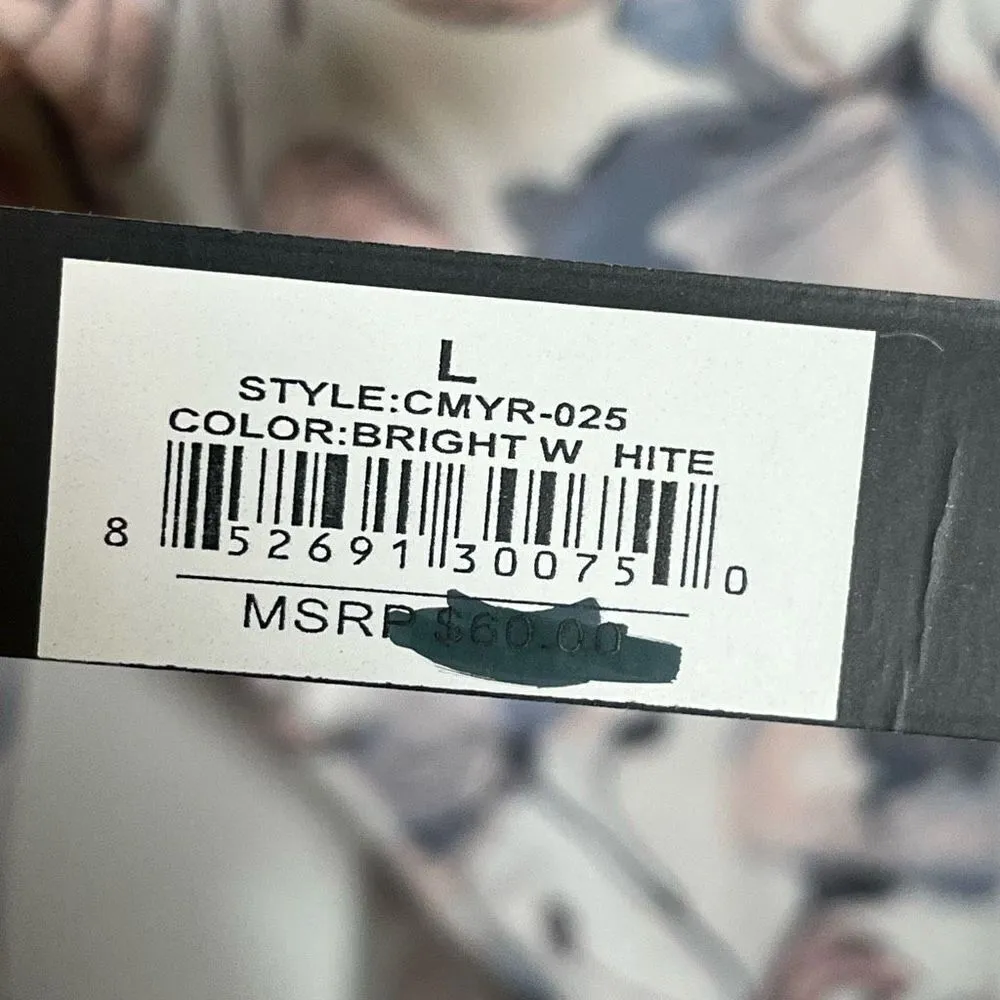 L
STYLE:CMYR-025
COLOR:BRIGHT W HITE
8 52691 30075 0
MSRP $60.00